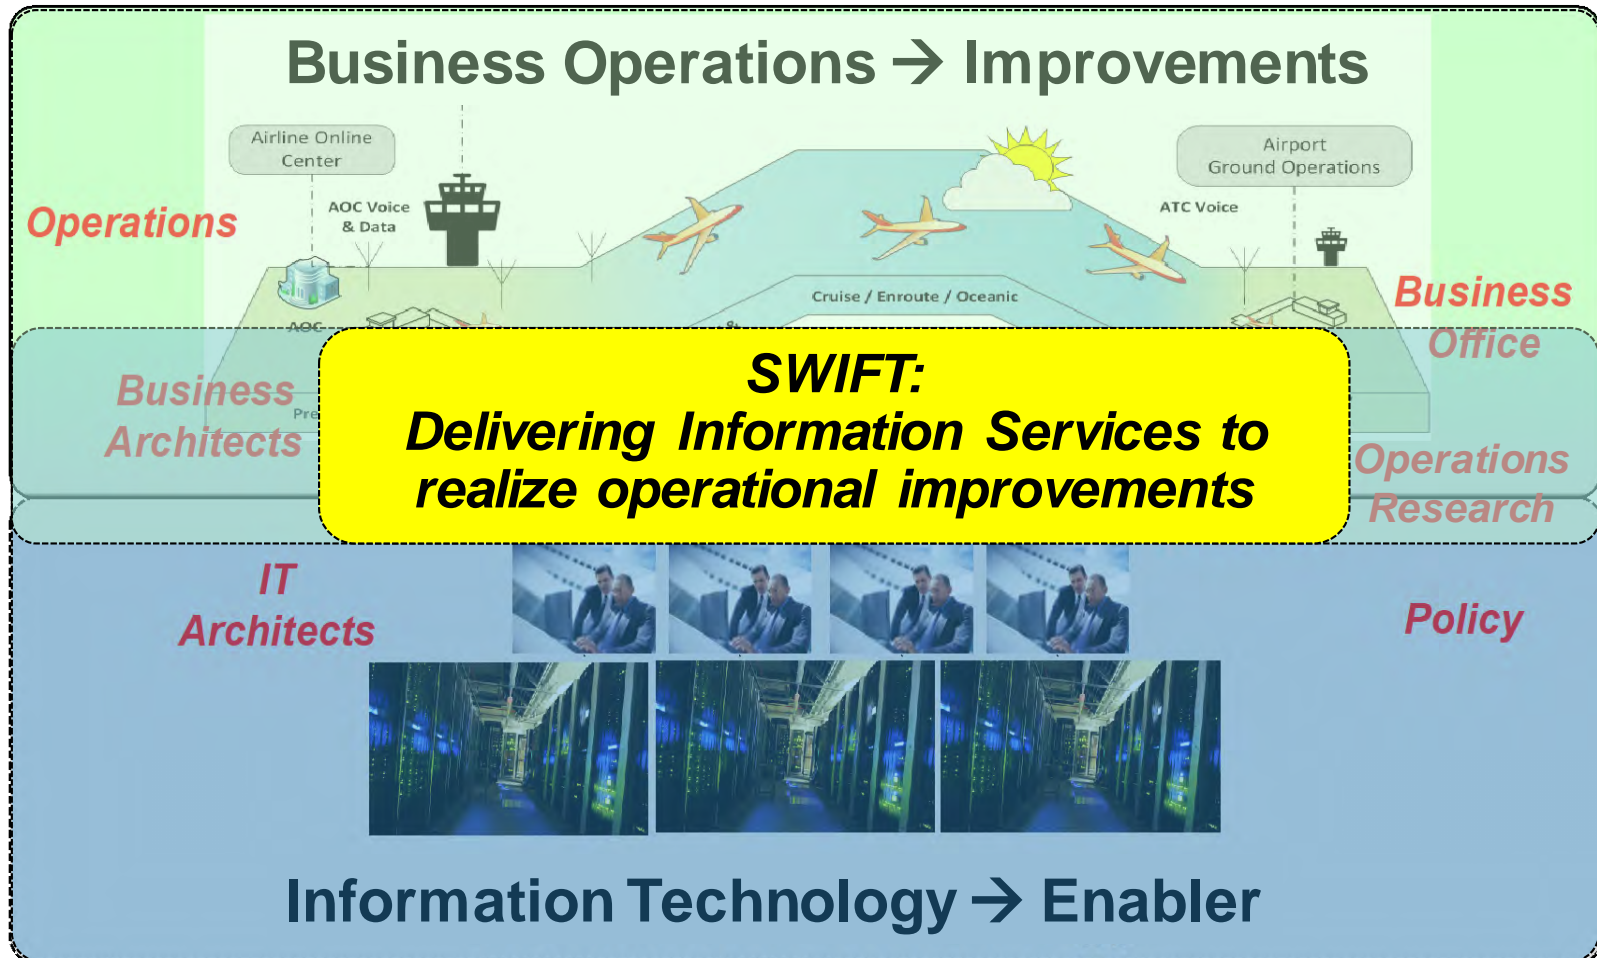 Business Operations → Improvements
Airline Online
Center
Airport
Ground Operations
AOC Voice
& Data
ATC Voice
Operations
Cruise / Enroute / Oceanic
Business
Office
AOC
&
SWIFT:
Delivering Information Services to
realize operational improvements
Business
Architects
Pre
Operations
Research
IT
Architects
Policy
Information Technology → Enabler